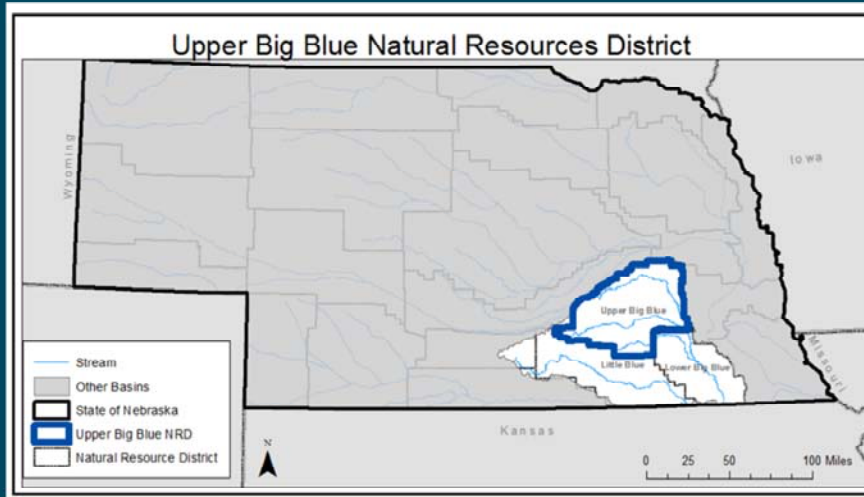 Upper Big Blue Natural Resources District
Wyoming
Iowa
Upper Big Blue
Little Blue
Lower Big Blue
Missouri
Kansas
Stream
Other Basins
State of Nebraska
Upper Big Blue NRD
Natural Resource District
N
0 25 50 100 Miles